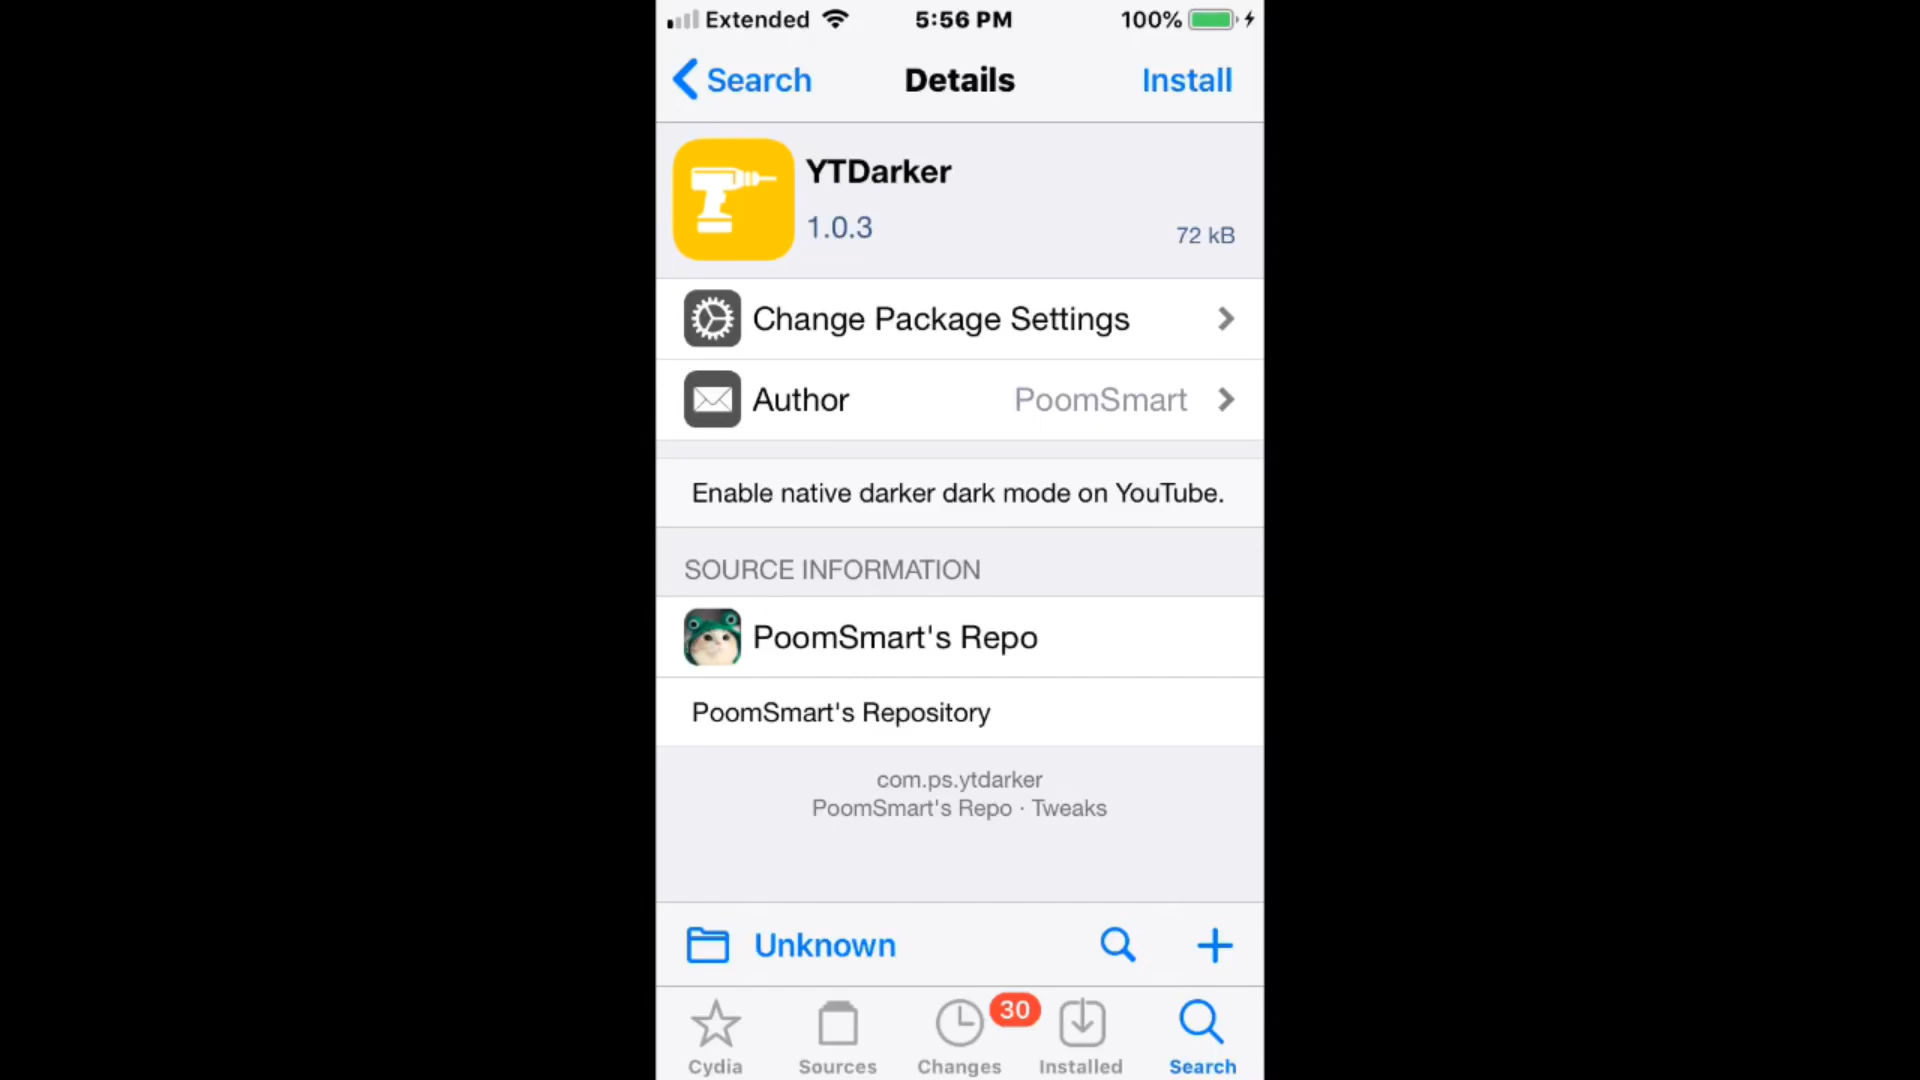 Extended 5:56 PM 100%
Search Details Install
YTDarker
1.0.3 72 kB
Change Package Settings
Author PoomSmart
Enable native darker dark mode on YouTube.
SOURCE INFORMATION
PoomSmart's Repo
PoomSmart's Repository
com.ps.ytdarker
PoomSmart's Repo · Tweaks
Unknown
30
Cydia Sources Changes Installed Search